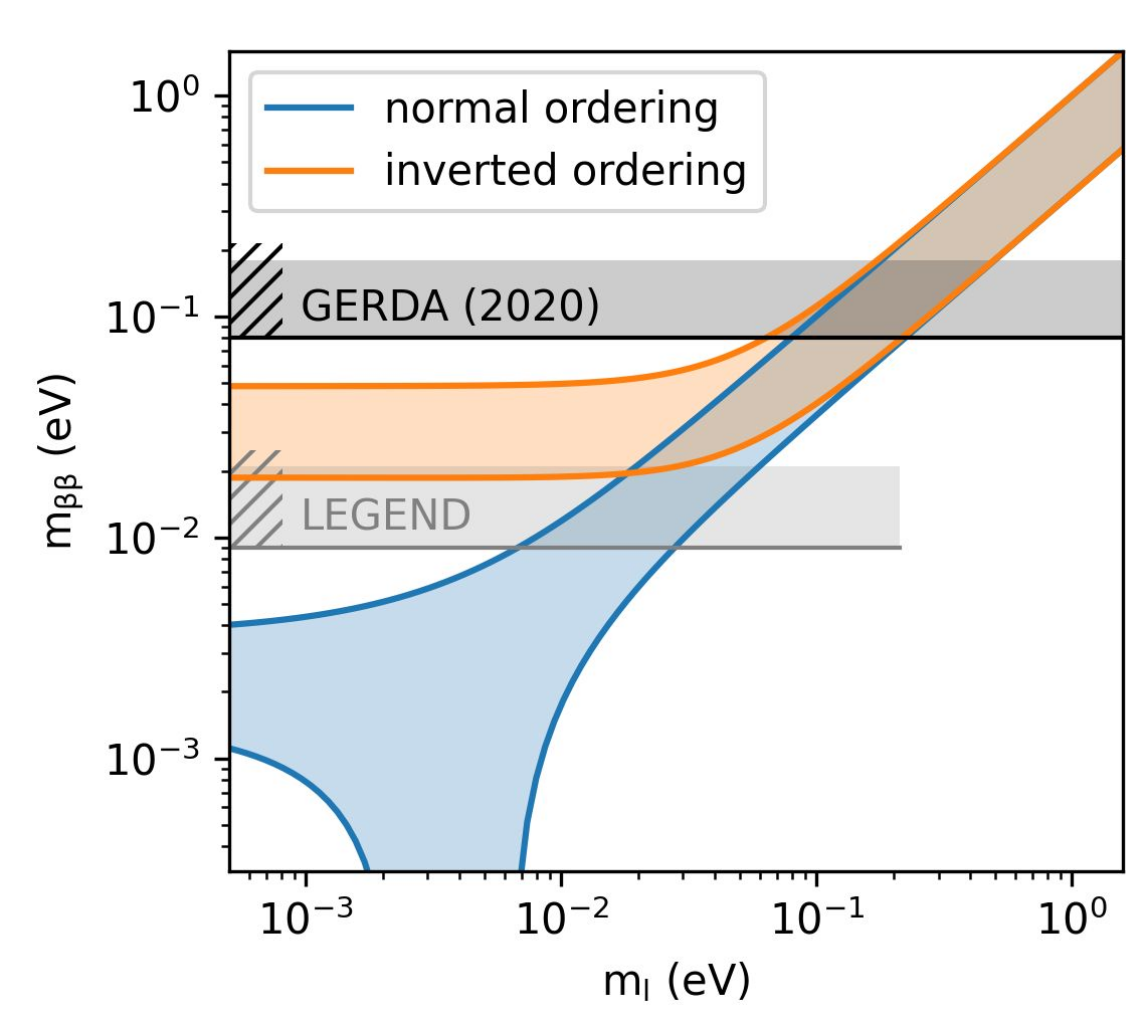 normal ordering
inverted ordering
10⁰
GERDA (2020)
10⁻¹
LEGEND
10⁻²
10⁻³
m_ββ (eV)
10⁻³ 10⁻² 10⁻¹ 10⁰
m_l (eV)